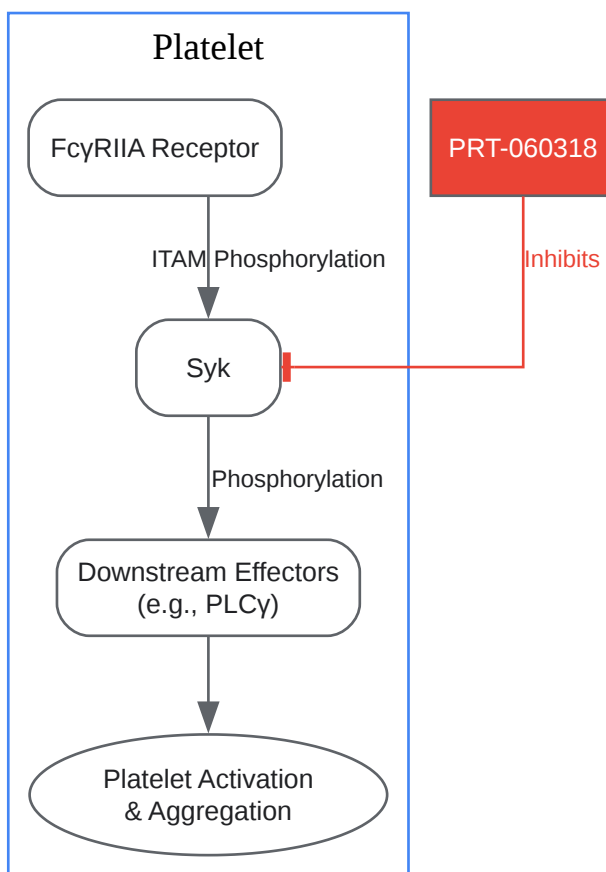 Platelet
FcγRIIA Receptor
PRT-060318
ITAM Phosphorylation
Inhibits
Syk
Phosphorylation
Downstream Effectors
(e.g., PLCγ)
Platelet Activation
& Aggregation